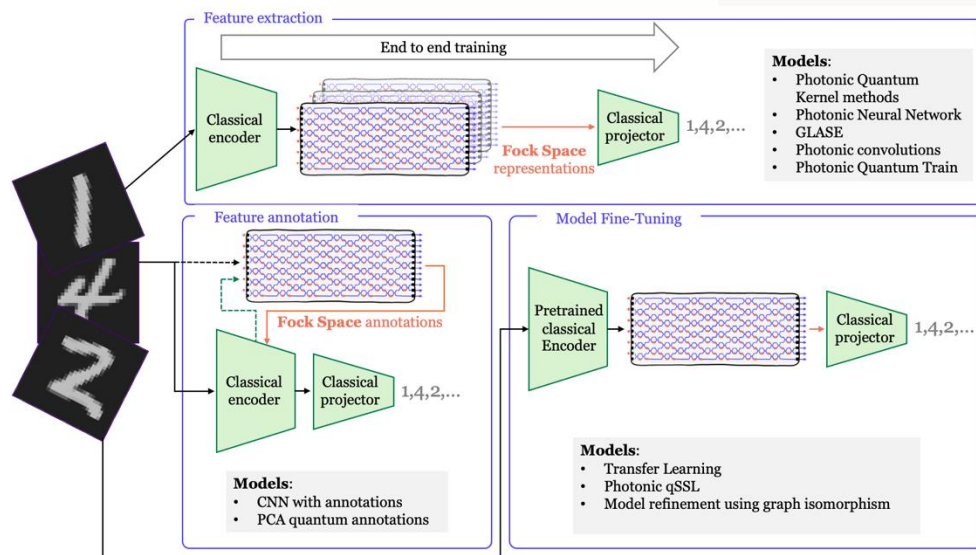 Feature extraction
End to end training
Classical
encoder
Fock Space
representations
Classical
projector
1,4,2,...
Models:
• Photonic Quantum
Kernel methods
• Photonic Neural Network
• GLASE
• Photonic convolutions
• Photonic Quantum Train
1
4
2
Feature annotation
Fock Space annotations
Classical
encoder
Classical
projector
1,4,2,...
Models:
• CNN with annotations
• PCA quantum annotations
Model Fine-Tuning
Pretrained
classical
Encoder
Classical
projector
1,4,2,...
Models:
• Transfer Learning
• Photonic qSSL
• Model refinement using graph isomorphism